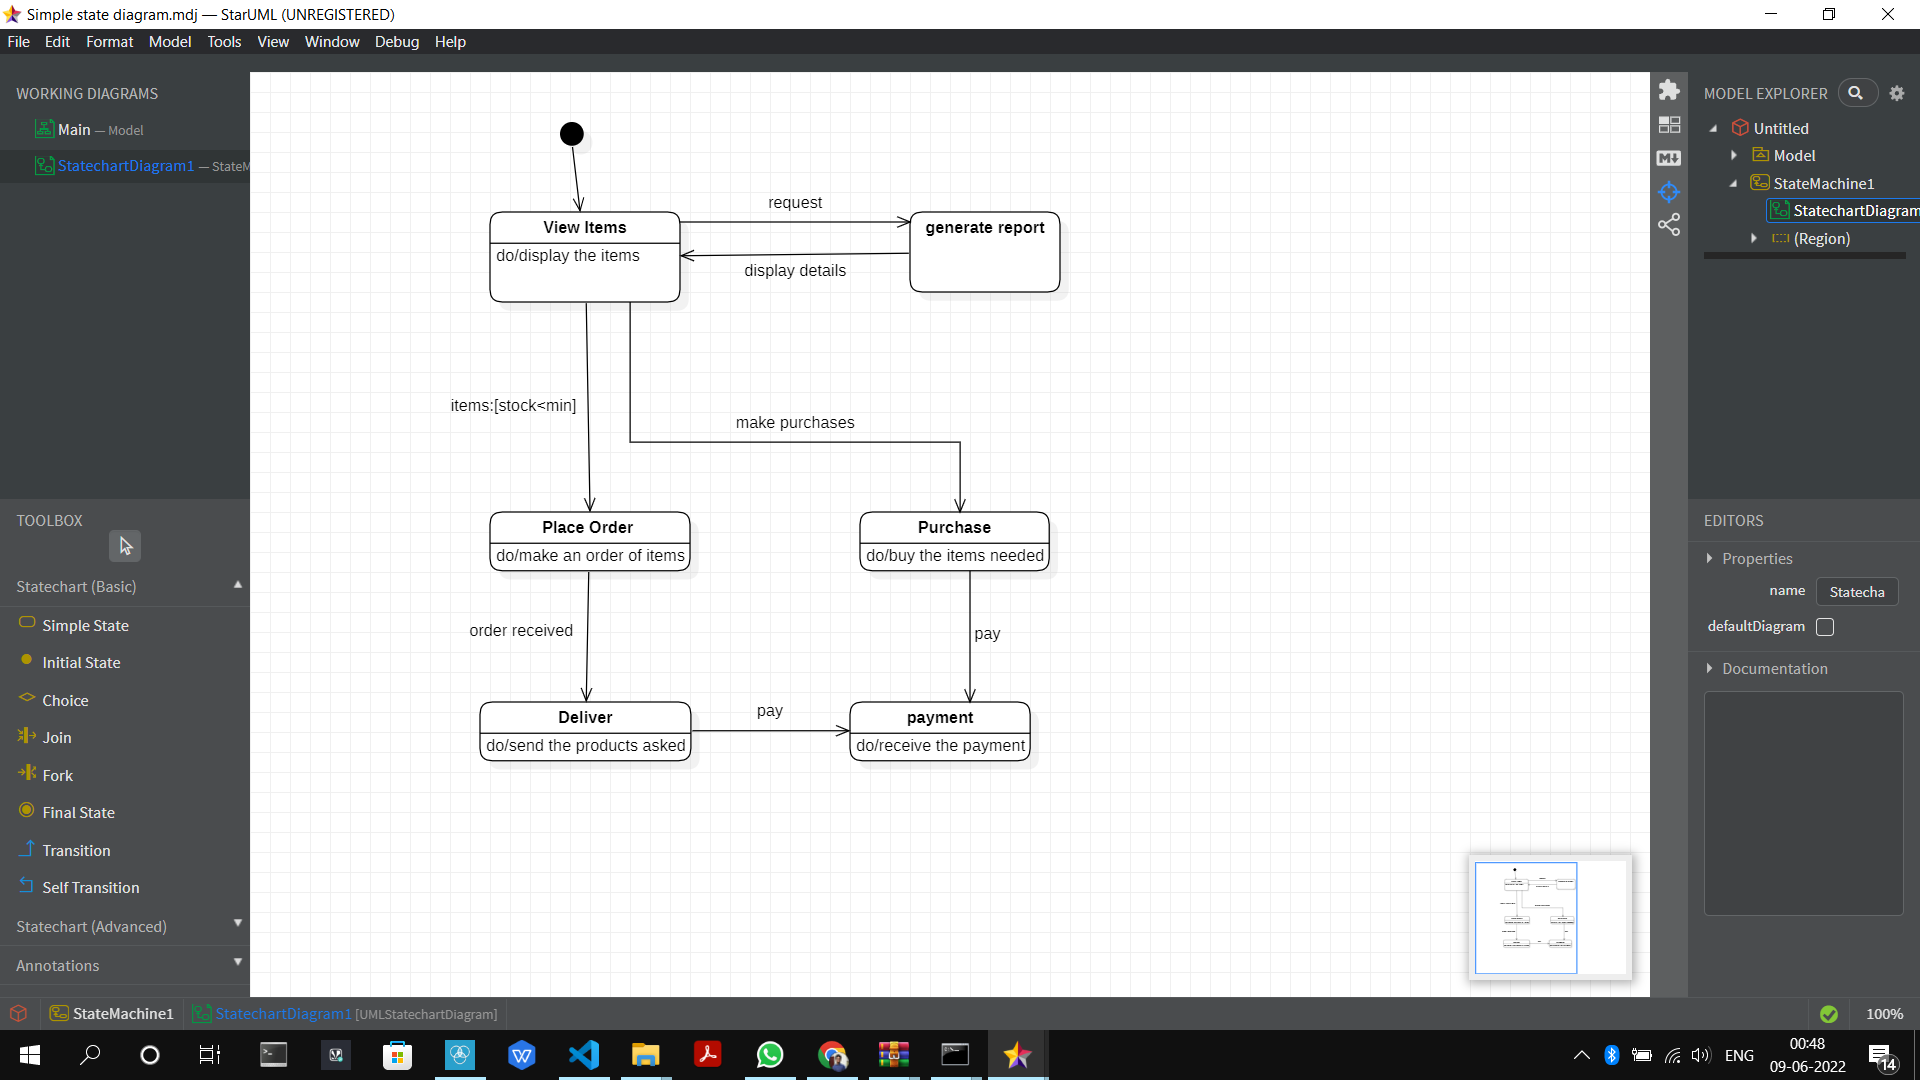 Simple state diagram.mdj — StarUML (UNREGISTERED)
File Edit Format Model Tools View Window Debug Help
WORKING DIAGRAMS
Main — Model
StatechartDiagram1 — StateM
TOOLBOX
Statechart (Basic)
Simple State
Initial State
Choice
Join
Fork
Final State
Transition
Self Transition
Statechart (Advanced)
Annotations
request
View Items
do/display the items
generate report
display details
items:[stock<min]
make purchases
Place Order
do/make an order of items
Purchase
do/buy the items needed
order received
pay
Deliver
do/send the products asked
pay
payment
do/receive the payment
MODEL EXPLORER
Untitled
Model
StateMachine1
StatechartDiagram
(Region)
EDITORS
Properties
name Statecha
defaultDiagram
Documentation
StateMachine1 StatechartDiagram1 [UMLStatechartDiagram] 100%
ENG
00:48
09-06-2022
14